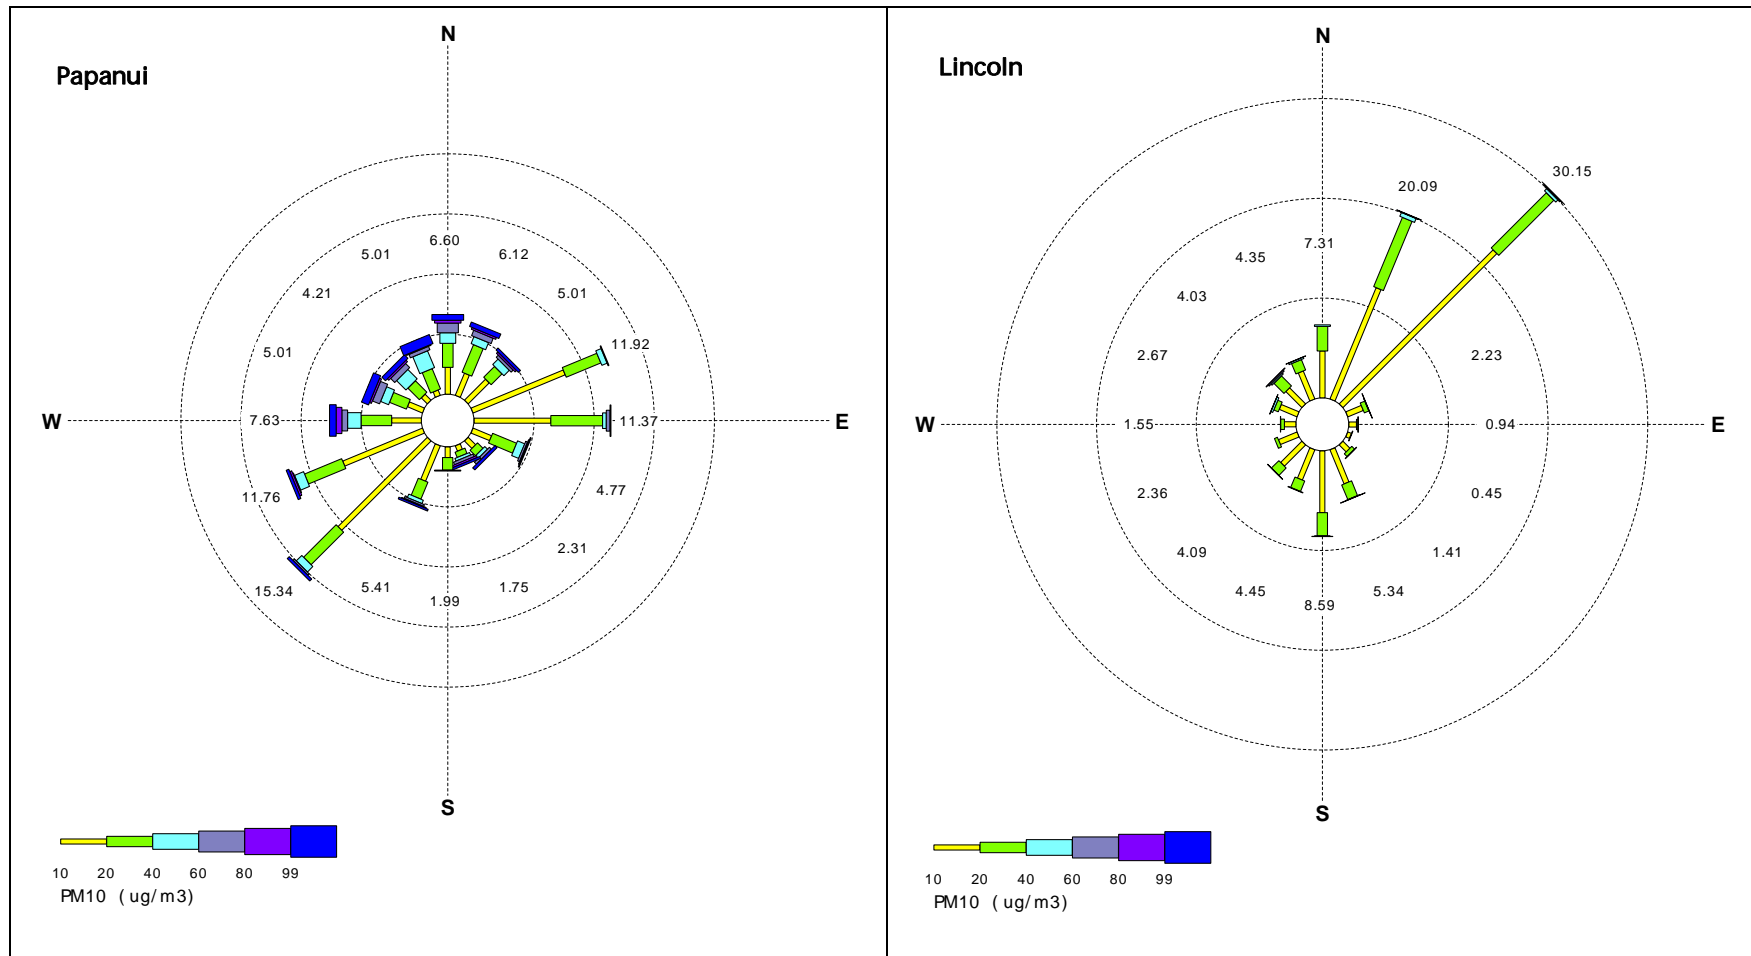 Papanui
N
6.60
5.01
6.12
4.21
5.01
5.01
11.92
W
7.63
11.37
E
11.76
4.77
2.31
15.34
5.41
1.99
1.75
S
10 20 40 60 80 99
PM10 ( ug/m3)
Lincoln
N
30.15
20.09
7.31
4.35
4.03
2.67
2.23
W
1.55
0.94
E
2.36
0.45
4.09
1.41
4.45
8.59
5.34
S
10 20 40 60 80 99
PM10 ( ug/m3)